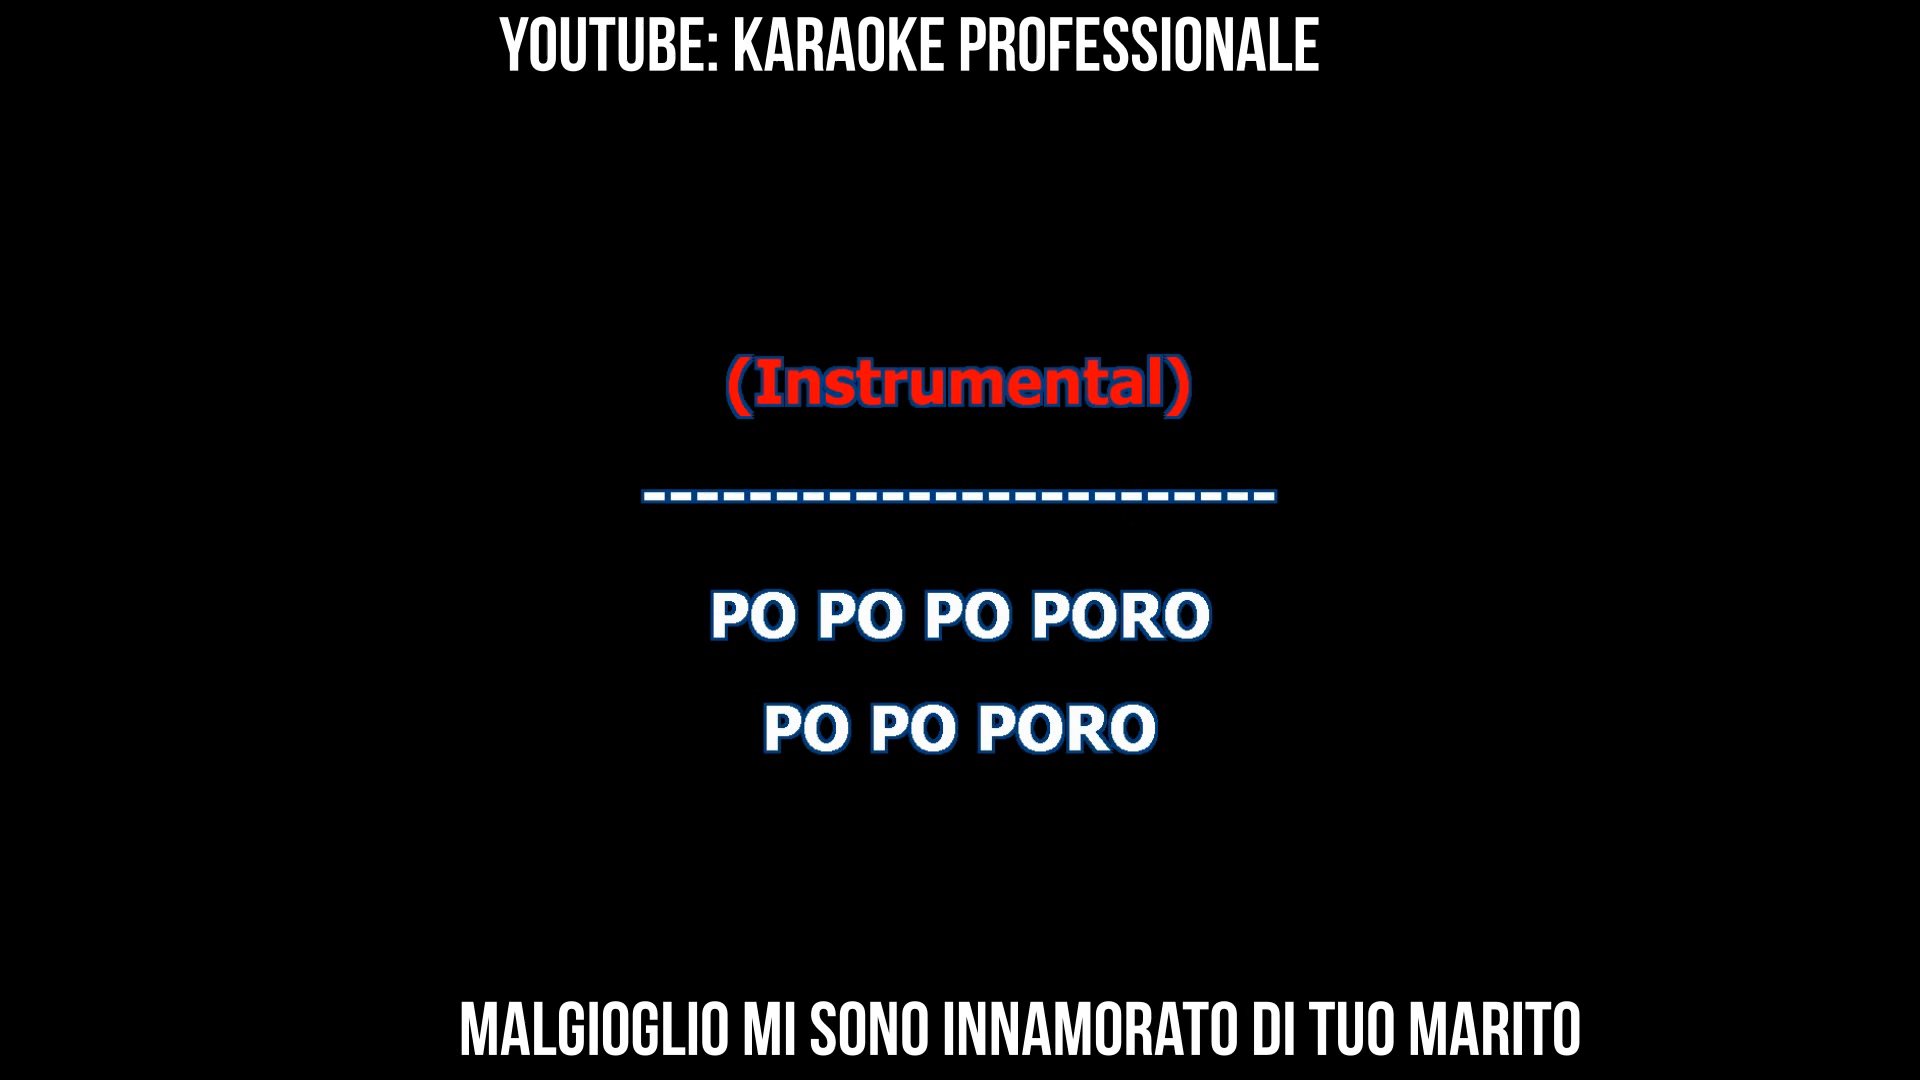 YOUTUBE: KARAOKE PROFESSIONALE
(Instrumental)
------------------------
PO PO PO PORO
PO PO PORO
MALGIOGLIO MI SONO INNAMORATO DI TUO MARITO